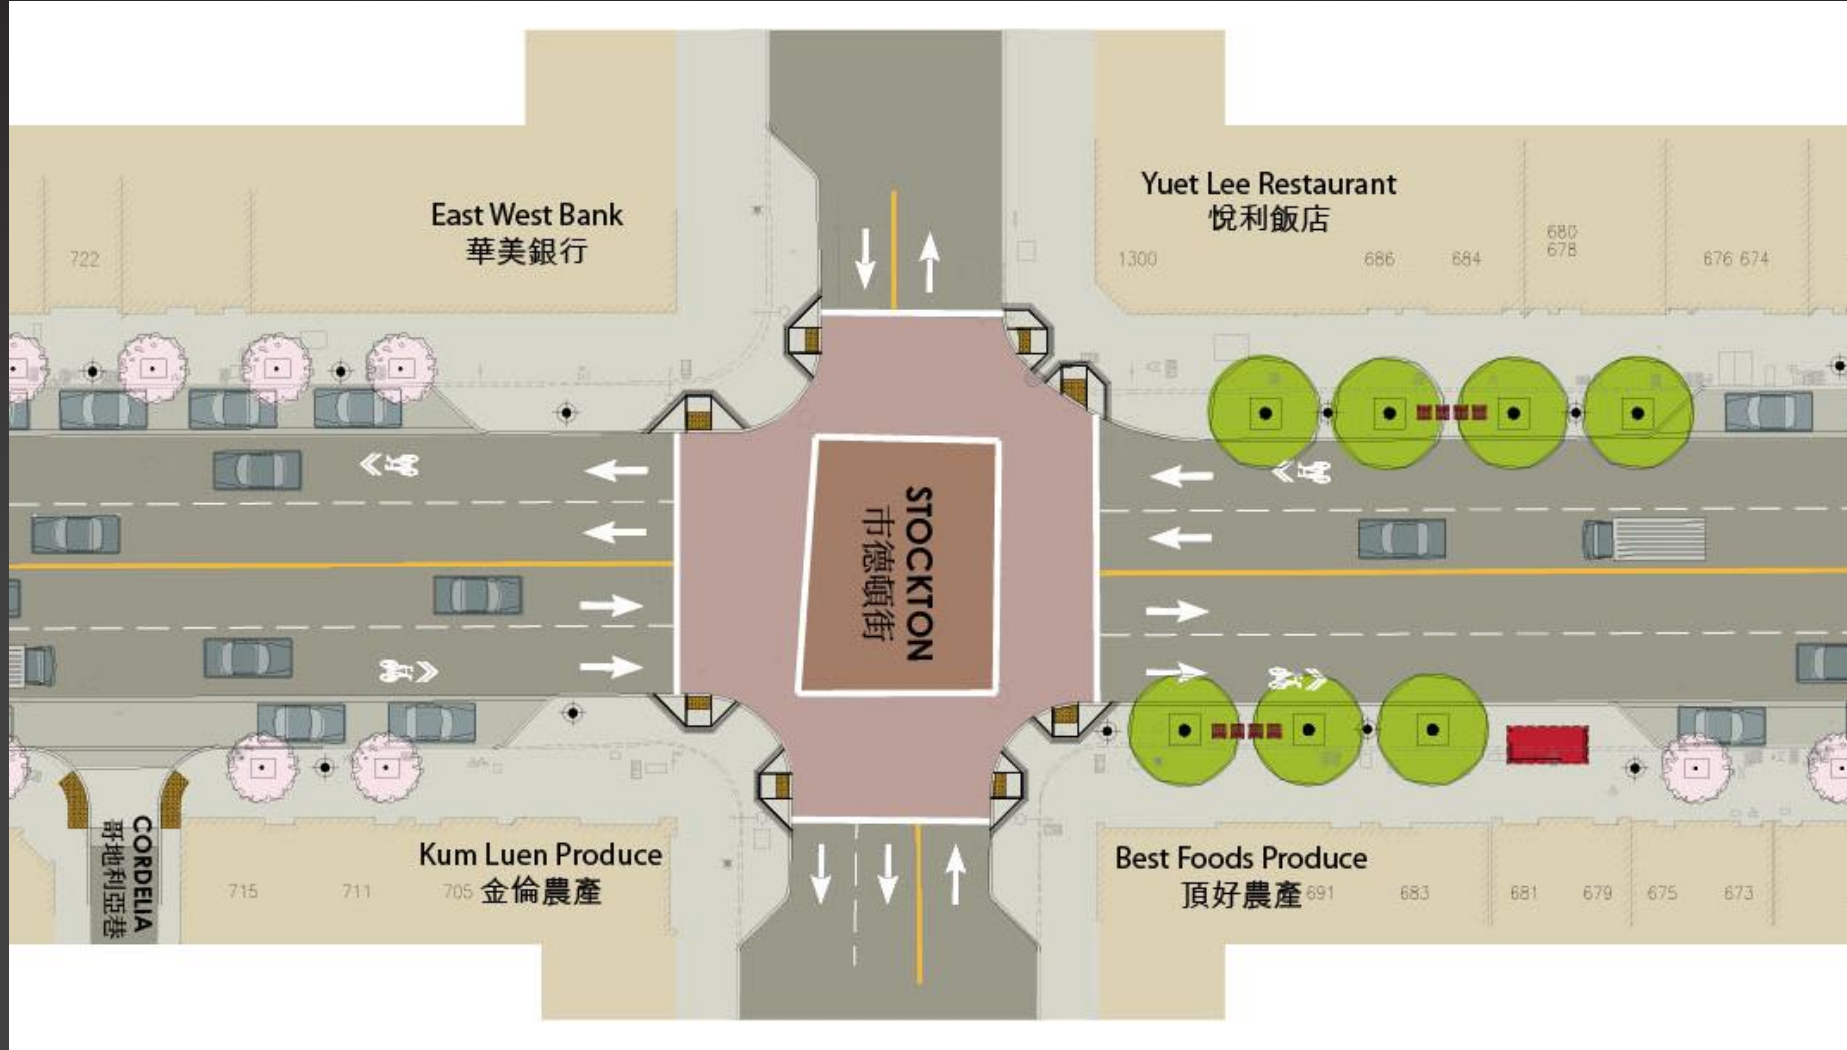 East West Bank
華美銀行
Yuet Lee Restaurant
悅利飯店
722
1300
686
684
680
678
676 674
STOCKTON
市德頓街
CORDELIA
哥地利亞巷
Kum Luen Produce
金倫農產
715
711
705
Best Foods Produce
頂好農產
691
683
681
679
675
673